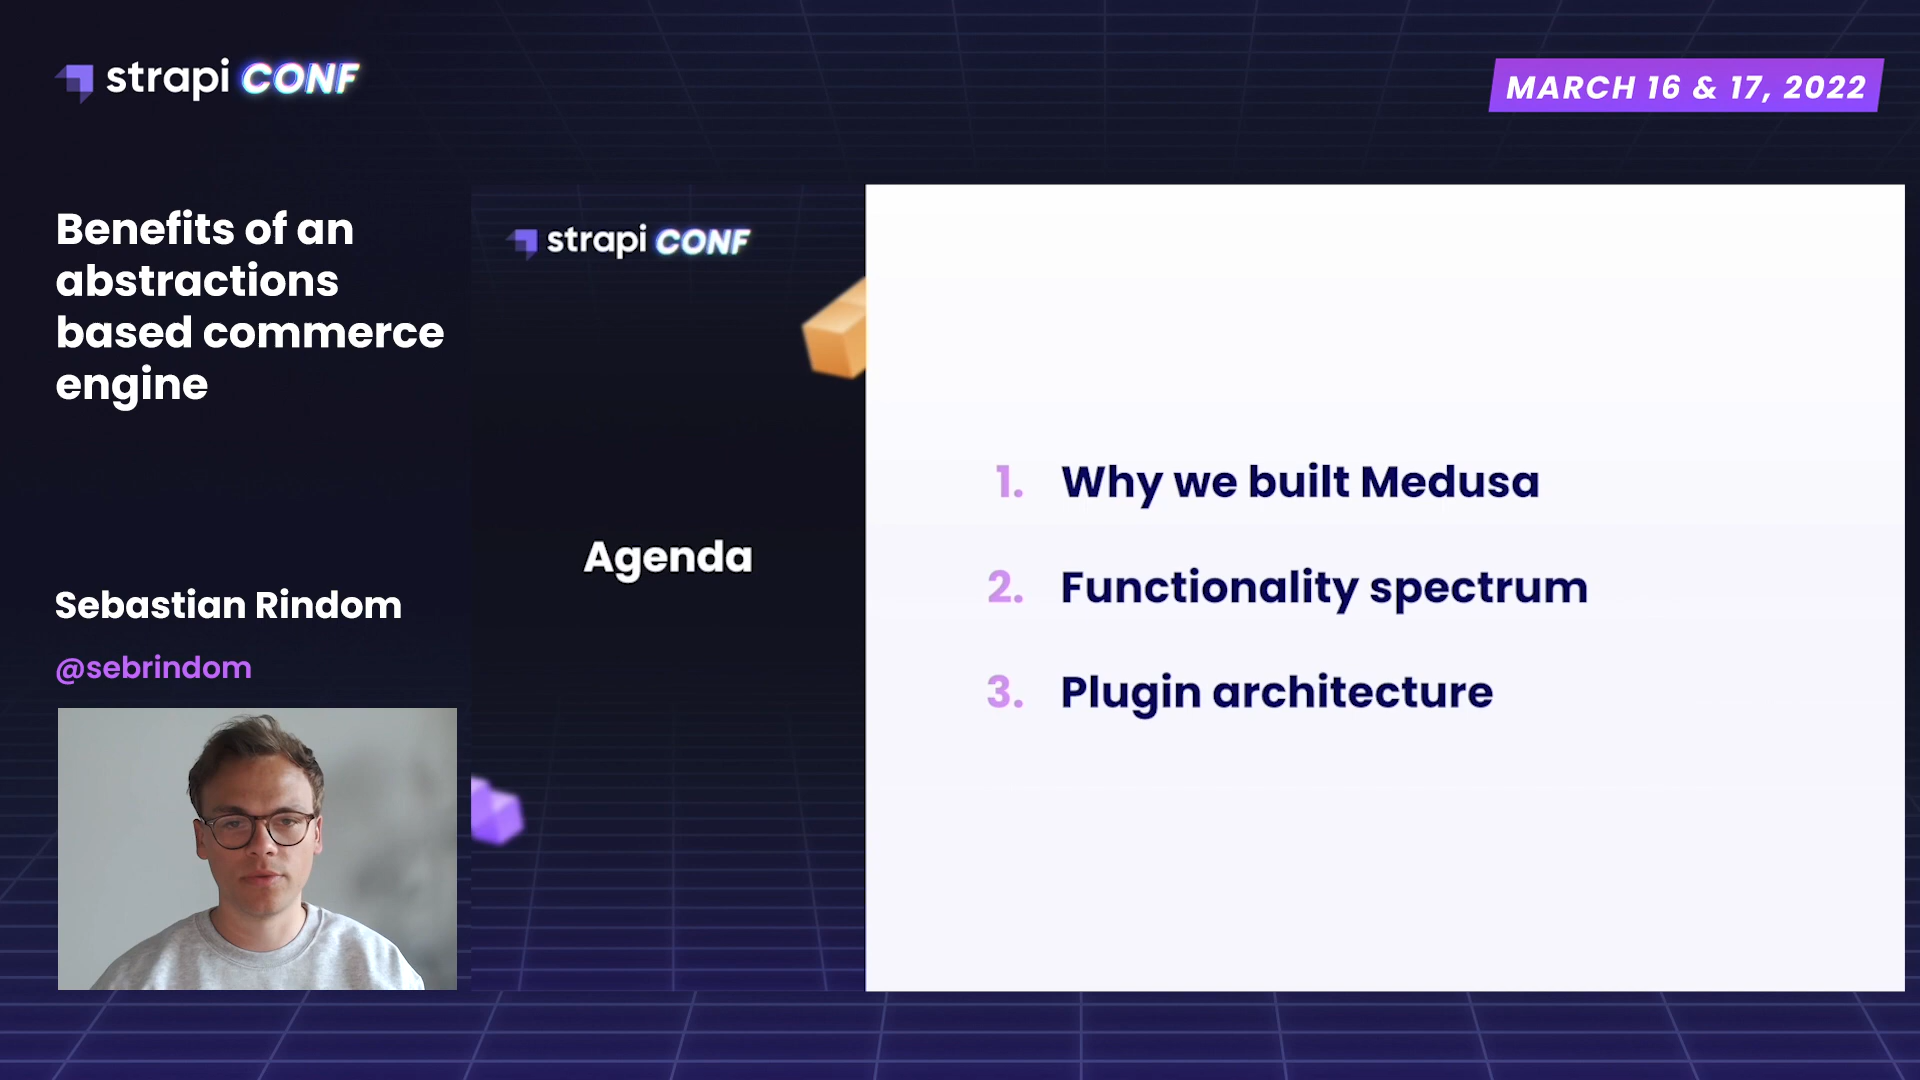 strapi CONF
MARCH 16 & 17, 2022
Benefits of an
abstractions
based commerce
engine
Sebastian Rindom
@sebrindom
strapi CONF
Agenda
1. Why we built Medusa
2. Functionality spectrum
3. Plugin architecture